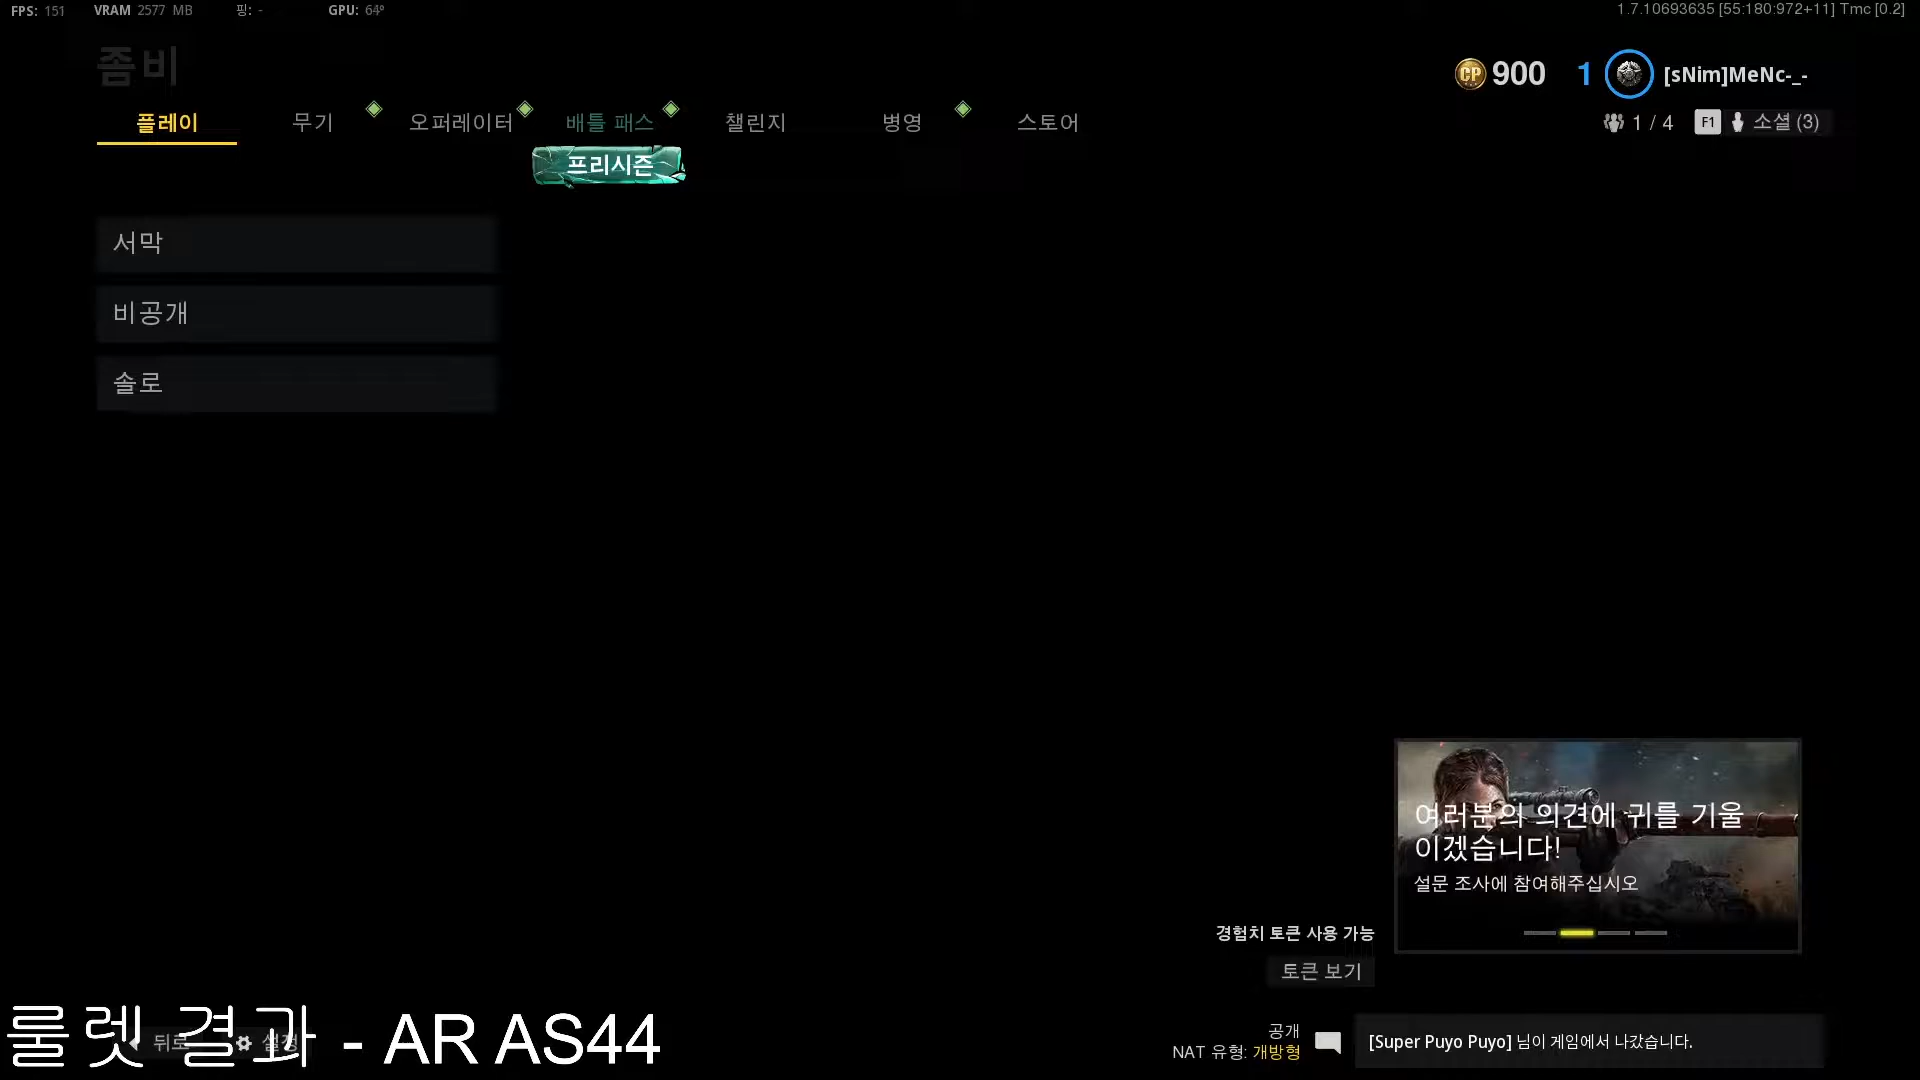 FPS: 151 VRAM 2577 MB 핑: - GPU: 64° 1.7.10693635 [55:180:972+11] Tmc [0.2]
좀비
CP 900 1 [sNim]MeNc-_-
플레이 무기 오퍼레이터 배틀 패스 챌린지 병영 스토어
1 / 4 F1 소셜 (3)
프리시즌
서막
비공개
솔로
여러분의 의견에 귀를 기울
이겠습니다!
설문 조사에 참여해주십시오
경험치 토큰 사용 가능
토큰 보기
뒤로 설정
룰렛 결과 - AR AS44
공개
NAT 유형: 개방형
[Super Puyo Puyo] 님이 게임에서 나갔습니다.